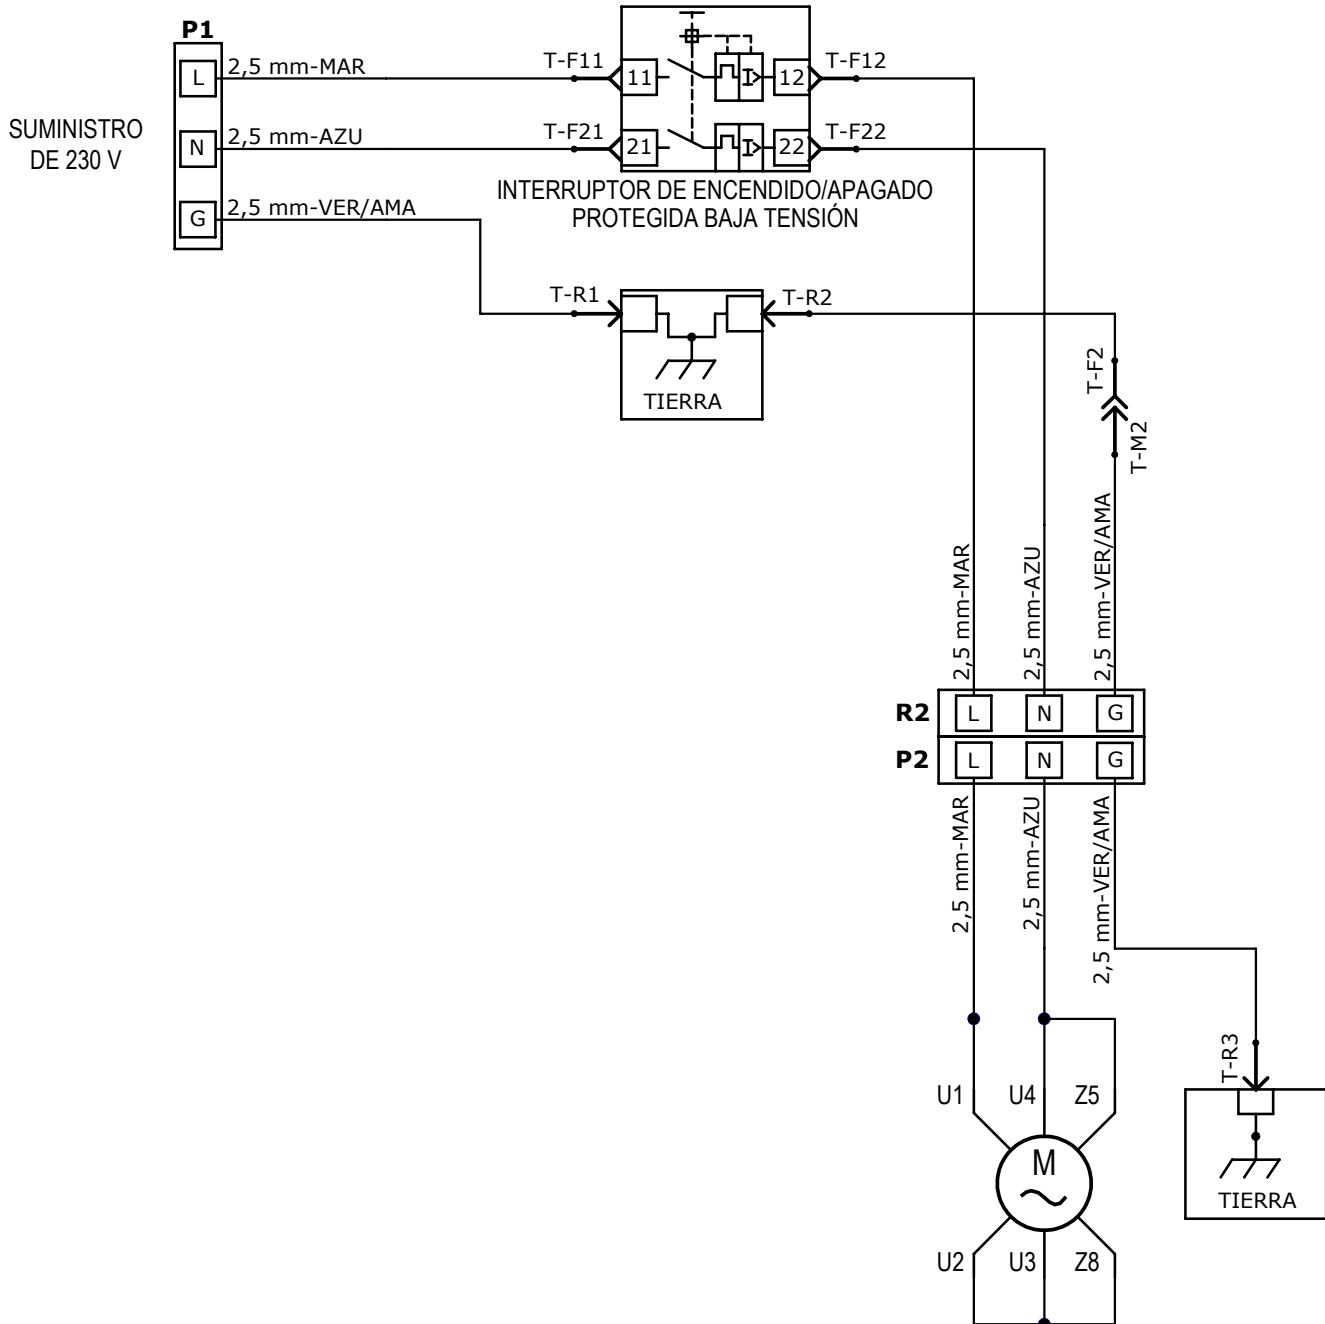 P1
L
2,5 mm-MAR
T-F11
11
12
T-F12
SUMINISTRO
DE 230 V
N
2,5 mm-AZU
T-F21
21
I>
I>
22
T-F22
INTERRUPTOR DE ENCENDIDO/APAGADO
PROTEGIDA BAJA TENSIÓN
G
2,5 mm-VER/AMA
T-R1
T-R2
TIERRA
T-F2
T-M2
2,5 mm-MAR
2,5 mm-AZU
2,5 mm-VER/AMA
R2
L
N
G
P2
L
N
G
2,5 mm-MAR
2,5 mm-AZU
2,5 mm-VER/AMA
T-R3
U1
U4
Z5
M
TIERRA
U2
U3
Z8